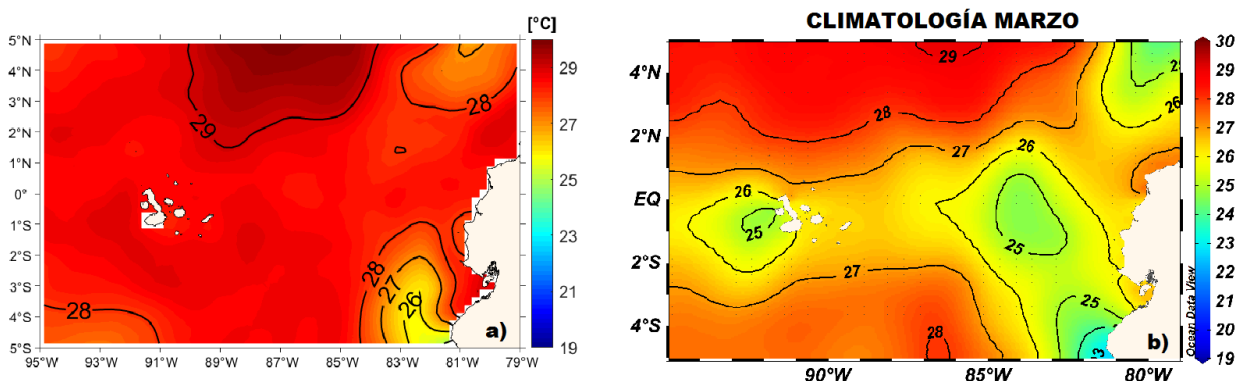 [°C]
5°N
4°N
3°N
2°N
1°N
0°
1°S
2°S
3°S
4°S
5°S
95°W
93°W
91°W
89°W
87°W
85°W
83°W
81°W
79°W
28
29
28
28
27
26
a)
29
27
25
23
21
19
CLIMATOLOGÍA MARZO
4°N
2°N
EQ
2°S
4°S
90°W
85°W
80°W
29
28
26
27
26
26
25
25
27
25
28
b)
Ocean Data View
30
29
28
27
26
25
24
23
22
21
20
19